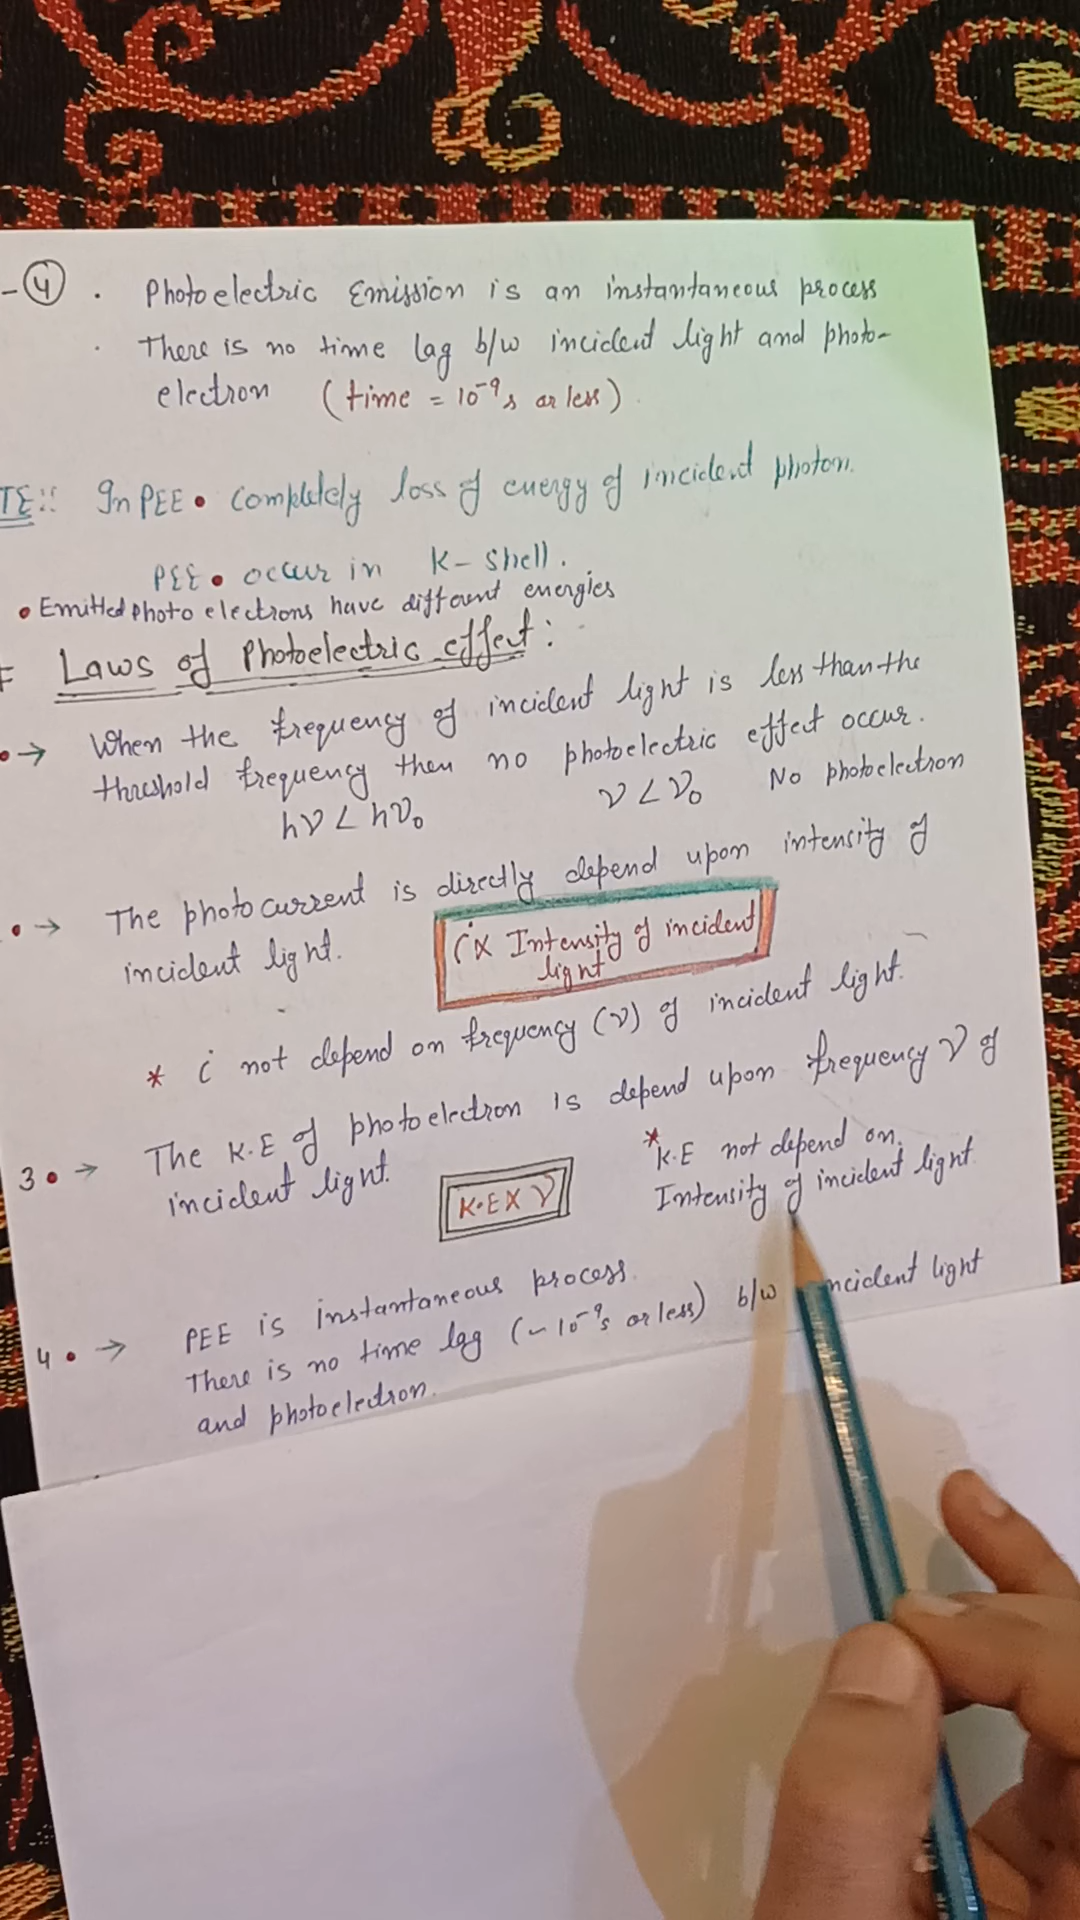 -④ . Photoelectric Emission is an instantaneous process
. There is no time lag b/w incident light and photo-
electron (time = 10⁻⁹s or less).
TE:: In PEE • Completely loss of energy of incident photon.
PEE • occur in K-shell.
• Emitted photo electrons have different energies
Laws of Photoelectric effect:
•→ When the frequency of incident light is less than the
threshold frequency then no photoelectric effect occur.
hν < hν₀ ν < ν₀ No photoelectron
•→ The photocurrent is directly depend upon intensity of
incident light.
i ∝ Intensity of incident
light
* i not depend on frequency (ν) of incident light.
3•→ The K.E of photoelectron is depend upon frequency ν of
incident light.
K.E ∝ ν
*K.E not depend on
Intensity of incident light
4•→ PEE is instantaneous process.
There is no time lag (~10⁻⁹s or less) b/w incident light
and photoelectron.